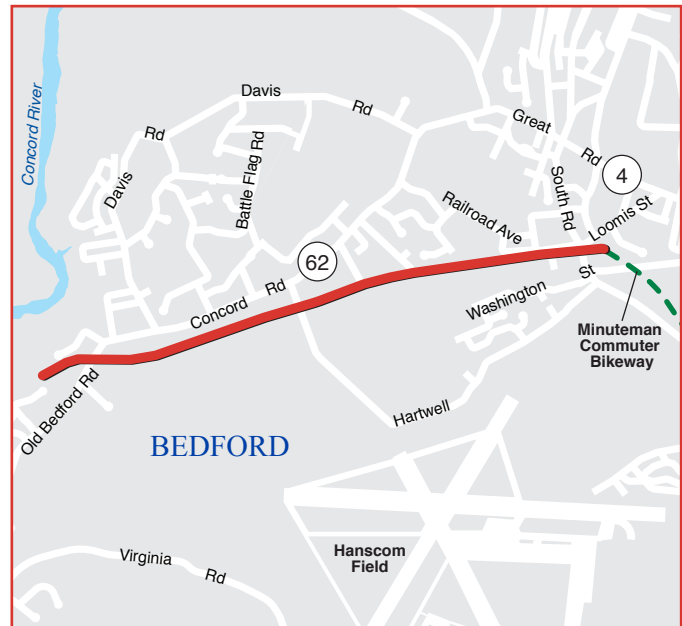 Concord River
Davis
Rd
Rd
Davis
Battle Flag Rd
Great
Rd
4
South Rd
Loomis St
Railroad Ave
62
Concord
Rd
Washington
St
Minuteman
Commuter
Bikeway
Old Bedford Rd
Hartwell
BEDFORD
Hanscom
Field
Virginia
Rd